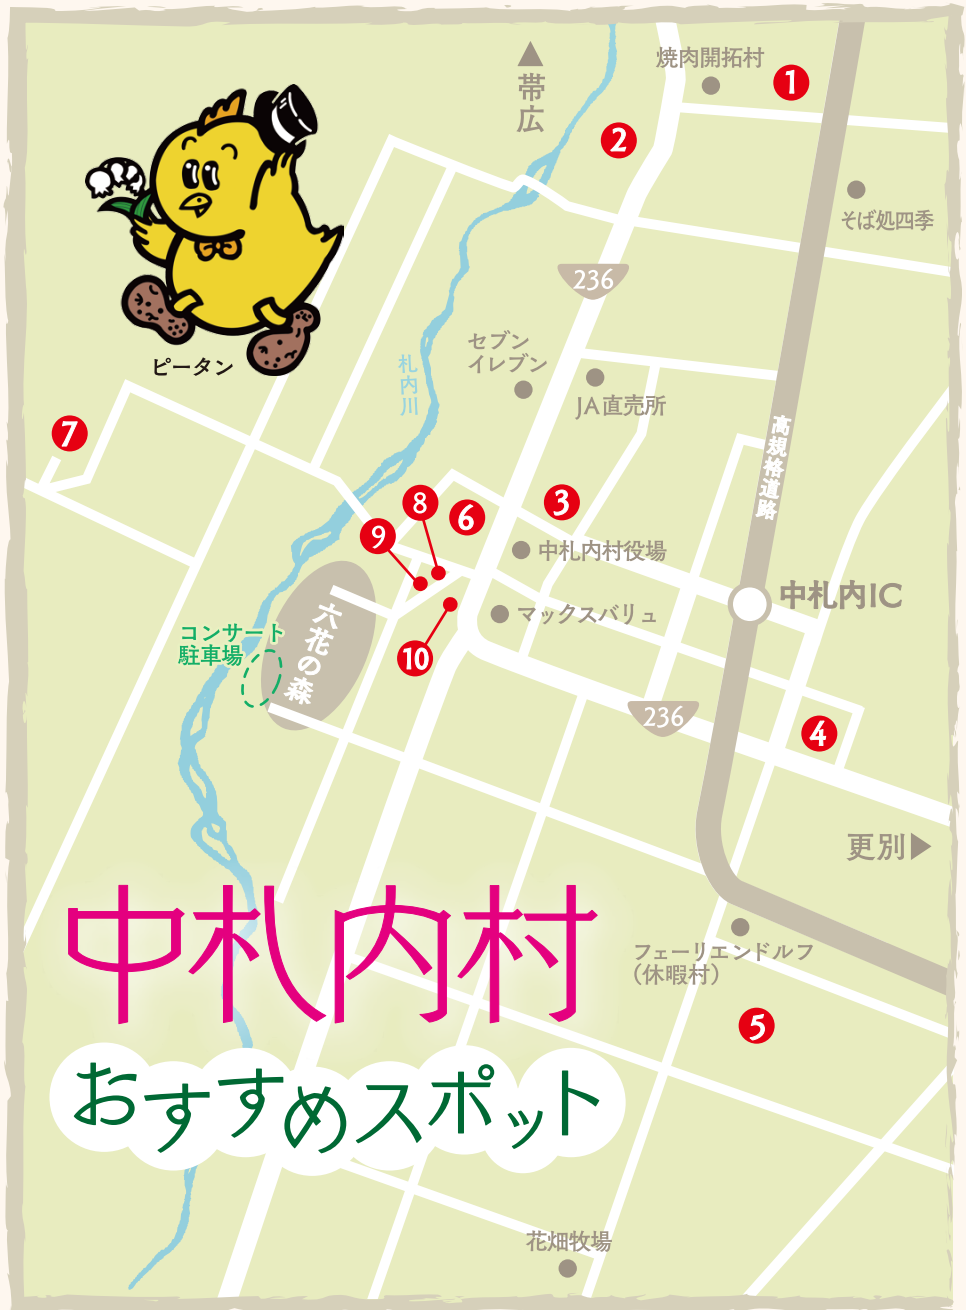 ▲
帯広
焼肉開拓村
1
2
そば処四季
236
セブン
イレブン
JA直売所
ピータン
札内川
7
高規格道路
8
6
3
9
中札内村役場
中札内IC
マックスバリュ
10
六花の森
コンサート
駐車場
236
4
更別▶
中札内村
フェーリエンドルフ
（休暇村）
5
おすすめスポット
花畑牧場